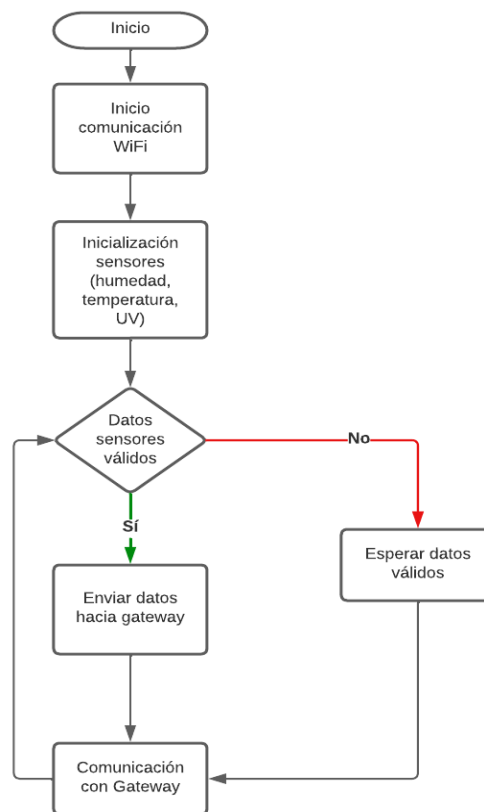 Inicio
Inicio
comunicación
WiFi
Inicialización
sensores
(humedad,
temperatura,
UV)
Datos
sensores
válidos
No
Sí
Esperar datos
válidos
Enviar datos
hacia gateway
Comunicación
con Gateway